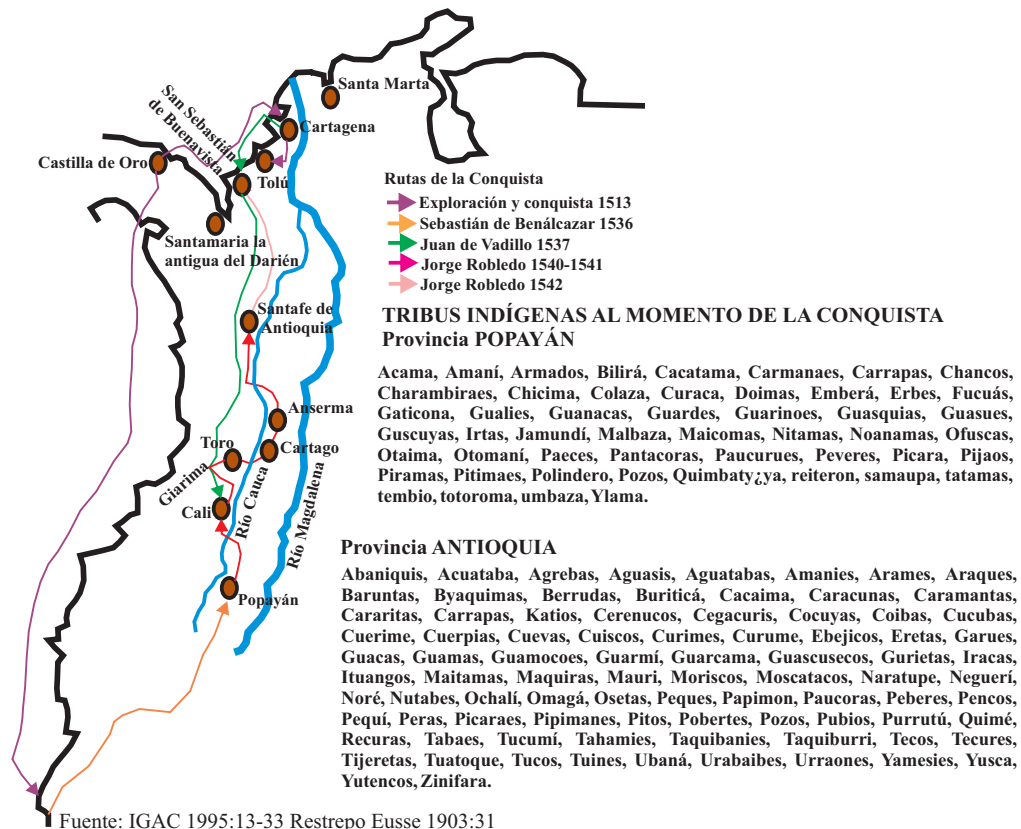 Santa Marta
San Sebastián
de Buenavista
Cartagena
Castilla de Oro
Tolú
Santamaria la
antigua del Darién
Santafe de
Antioquia
Anserma
Toro
Cartago
Giarima
Cali
Río Cauca
Río Magdalena
Popayán
Rutas de la Conquista
Exploración y conquista 1513
Sebastián de Benálcazar 1536
Juan de Vadillo 1537
Jorge Robledo 1540-1541
Jorge Robledo 1542
TRIBUS INDÍGENAS AL MOMENTO DE LA CONQUISTA
Provincia POPAYÁN
Acama, Amaní, Armados, Bilirá, Cacatama, Carmanaes, Carrapas, Chancos,
Charambiraes, Chicima, Colaza, Curaca, Doimas, Emberá, Erbes, Fucuás,
Gaticona, Gualies, Guanacas, Guardes, Guarinoes, Guasquias, Guasues,
Guscuyas, Irtas, Jamundí, Malbaza, Maicomas, Nitamas, Noanamas, Ofuscas,
Otaima, Otomaní, Paeces, Pantacoras, Paucurues, Peveres, Picara, Pijaos,
Piramas, Pitimaes, Polindero, Pozos, Quimbaty¿ya, reiteron, samaupa, tatamas,
tembio, totoroma, umbaza, Ylama.
Provincia ANTIOQUIA
Abaniquis, Acuataba, Agrebas, Aguasis, Aguatabas, Amanies, Arames, Araques,
Baruntas, Byaquimas, Berrudas, Buriticá, Cacaima, Caracunas, Caramantas,
Cararitas, Carrapas, Katios, Cerenucos, Cegacuris, Cocuyas, Coibas, Cucubas,
Cuerime, Cuerpias, Cuevas, Cuiscos, Curimes, Curume, Ebejicos, Eretas, Garues,
Guacas, Guamas, Guamocoes, Guarmí, Guarcama, Guascusecos, Gurietas, Iracas,
Ituangos, Maitamas, Maquiras, Mauri, Moriscos, Moscatacos, Naratupe, Neguerí,
Noré, Nutabes, Ochalí, Omagá, Osetas, Peques, Papimon, Paucoras, Peberes, Pencos,
Pequí, Peras, Picaraes, Pipimanes, Pitos, Pobertes, Pozos, Pubios, Purrutú, Quimé,
Recuras, Tabaes, Tucumí, Tahamies, Taquibanies, Taquiburri, Tecos, Tecures,
Tijeretas, Tuatoque, Tucos, Tuines, Ubaná, Urabaibes, Urraones, Yamesies, Yusca,
Yutencos, Zinifara.
Fuente: IGAC 1995:13-33 Restrepo Eusse 1903:31